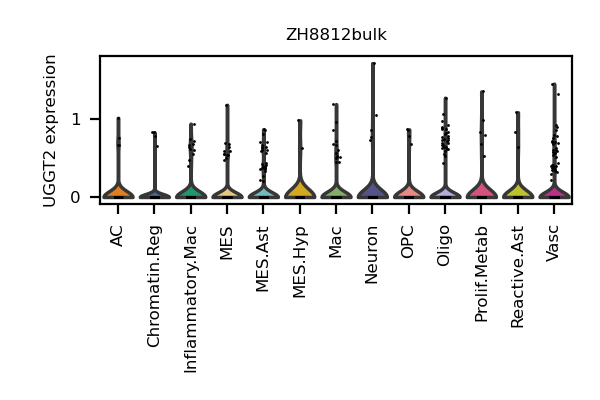 ZH8812bulk
UGGT2 expression
1
0
AC
Chromatin.Reg
Inflammatory.Mac
MES
MES.Ast
MES.Hyp
Mac
Neuron
OPC
Oligo
Prolif.Metab
Reactive.Ast
Vasc